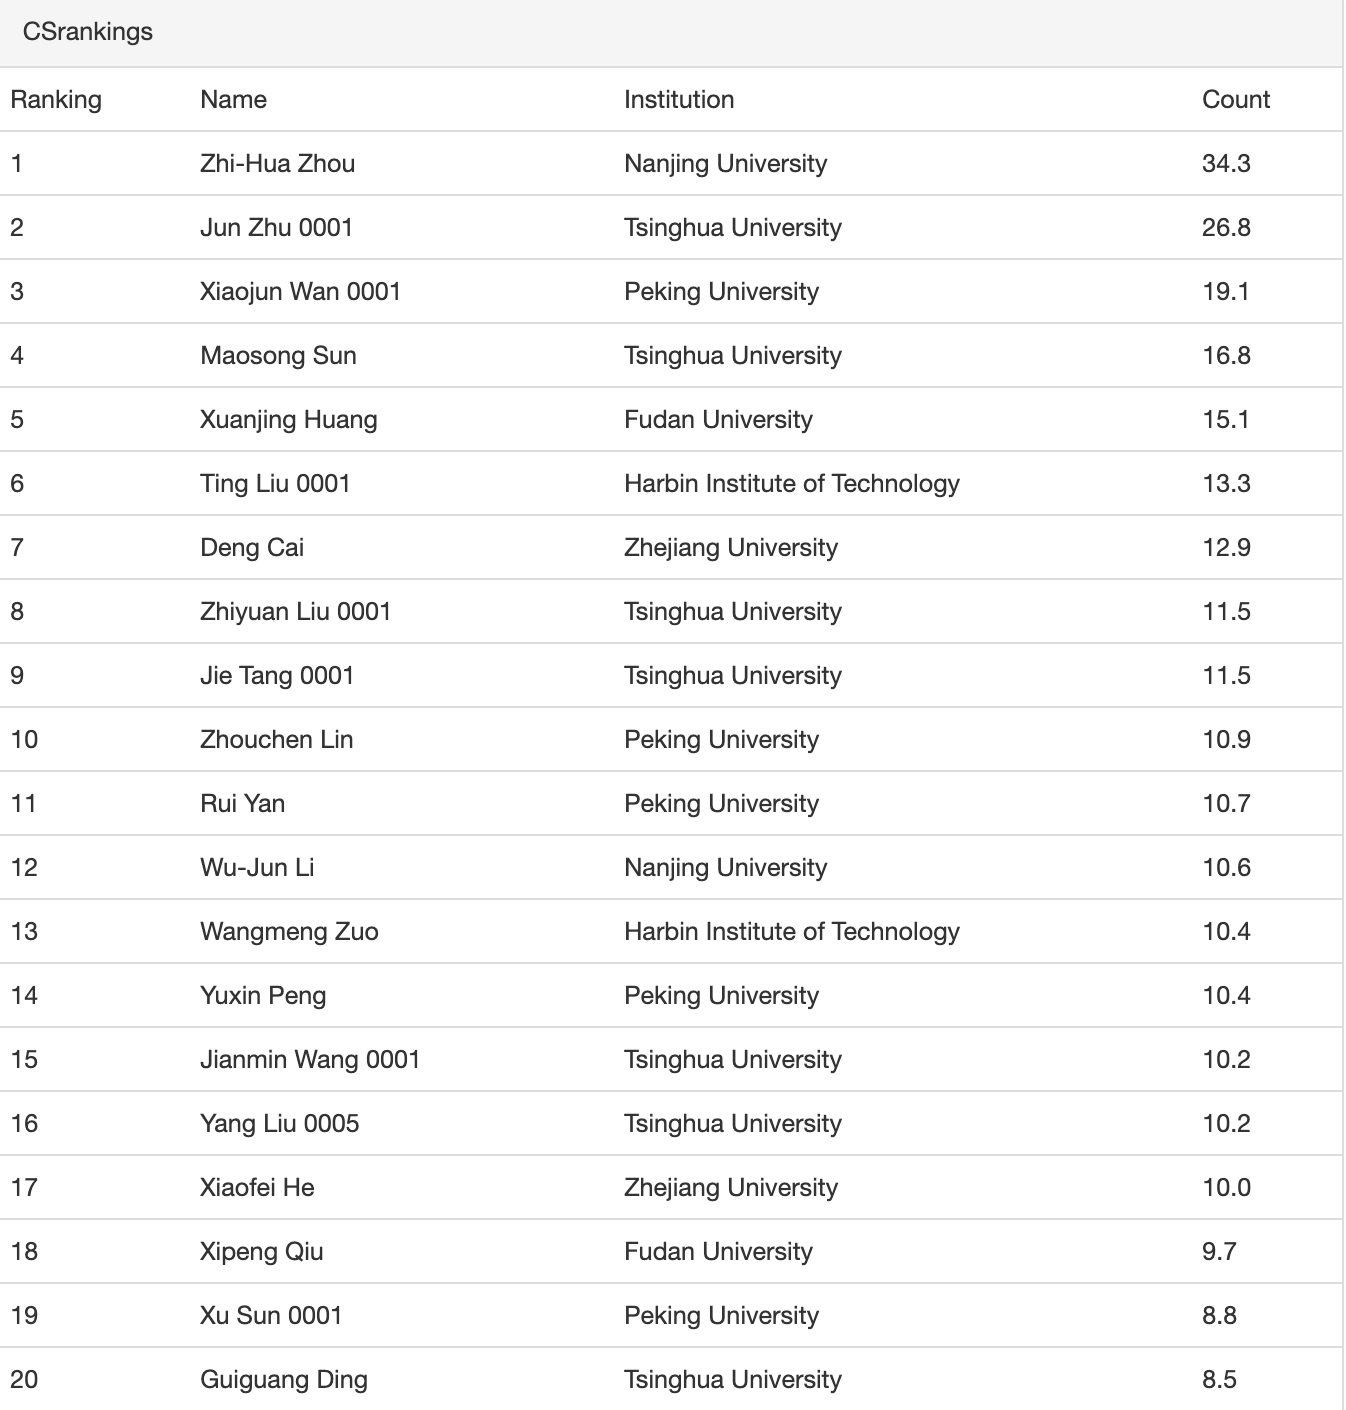 CSrankings
Ranking Name Institution Count
1 Zhi-Hua Zhou Nanjing University 34.3
2 Jun Zhu 0001 Tsinghua University 26.8
3 Xiaojun Wan 0001 Peking University 19.1
4 Maosong Sun Tsinghua University 16.8
5 Xuanjing Huang Fudan University 15.1
6 Ting Liu 0001 Harbin Institute of Technology 13.3
7 Deng Cai Zhejiang University 12.9
8 Zhiyuan Liu 0001 Tsinghua University 11.5
9 Jie Tang 0001 Tsinghua University 11.5
10 Zhouchen Lin Peking University 10.9
11 Rui Yan Peking University 10.7
12 Wu-Jun Li Nanjing University 10.6
13 Wangmeng Zuo Harbin Institute of Technology 10.4
14 Yuxin Peng Peking University 10.4
15 Jianmin Wang 0001 Tsinghua University 10.2
16 Yang Liu 0005 Tsinghua University 10.2
17 Xiaofei He Zhejiang University 10.0
18 Xipeng Qiu Fudan University 9.7
19 Xu Sun 0001 Peking University 8.8
20 Guiguang Ding Tsinghua University 8.5